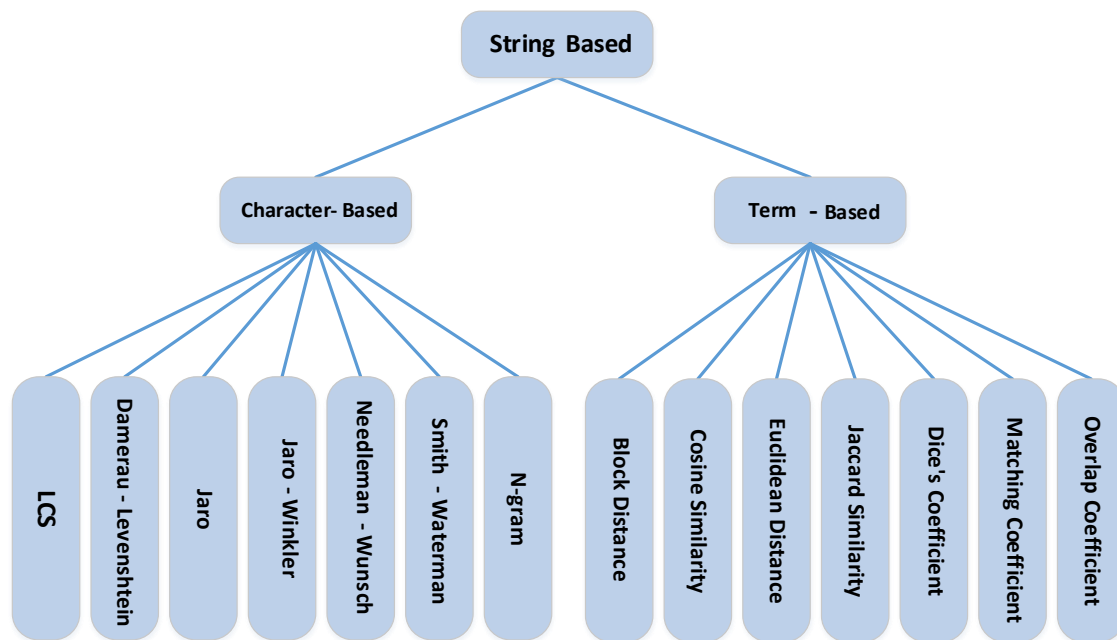 String Based
Character- Based
Term - Based
LCS
Damerau - Levenshtein
Jaro
Jaro - Winkler
Needleman - Wunsch
Smith - Waterman
N-gram
Block Distance
Cosine Similarity
Euclidean Distance
Jaccard Similarity
Dice's Coefficient
Matching Coefficient
Overlap Coefficient